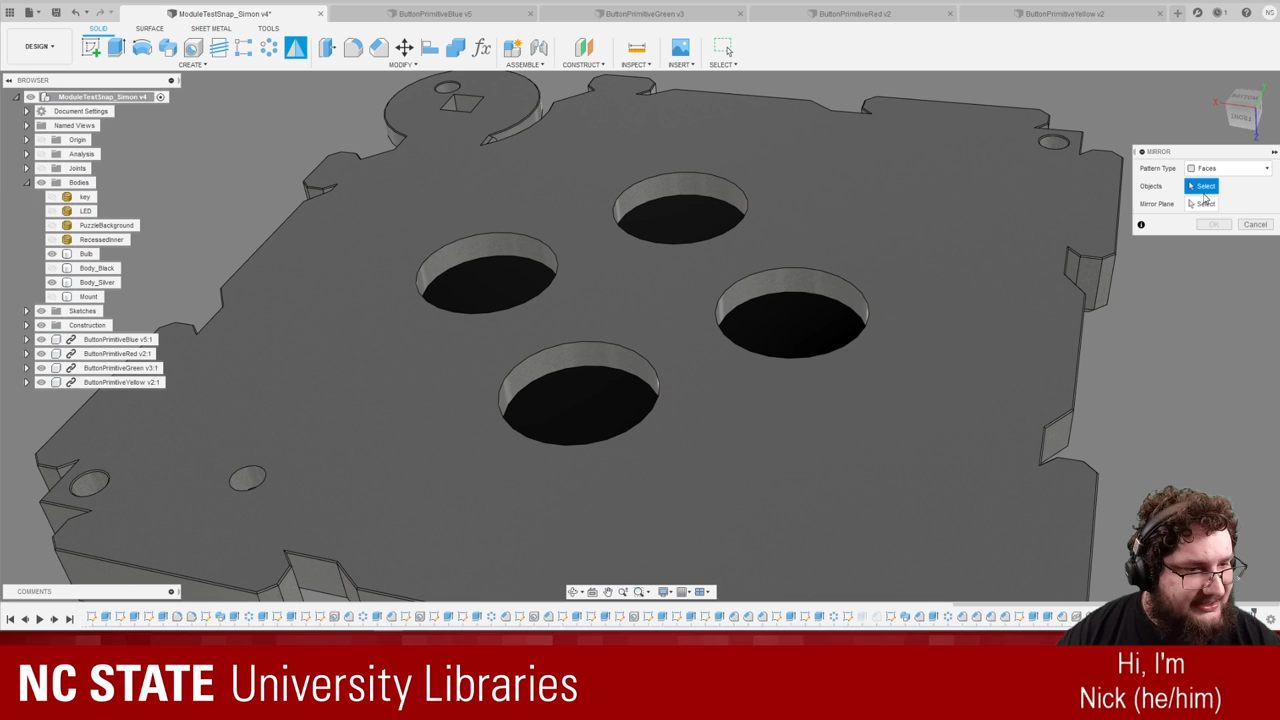 ModuleTestSnap_Simon v4*
ButtonPrimitiveBlue v5
ButtonPrimitiveGreen v3
ButtonPrimitiveRed v2
ButtonPrimitiveYellow v2
1
NS
DESIGN
SOLID
SURFACE
SHEET METAL
TOOLS
CREATE
MODIFY
ASSEMBLE
CONSTRUCT
INSPECT
INSERT
SELECT
BROWSER
ModuleTestSnap_Simon v4
Document Settings
Named Views
Origin
Analysis
Joints
Bodies
key
LED
PuzzleBackground
RecessedInner
Bulb
Body_Black
Body_Silver
Mount
Sketches
Construction
ButtonPrimitiveBlue v5:1
ButtonPrimitiveRed v2:1
ButtonPrimitiveGreen v3:1
ButtonPrimitiveYellow v2:1
BOTTOM
FRONT
X
Z
MIRROR
Pattern Type
Faces
Objects
Select
Mirror Plane
Select
OK
Cancel
COMMENTS
NC STATE University Libraries
Hi, I'm
Nick (he/him)